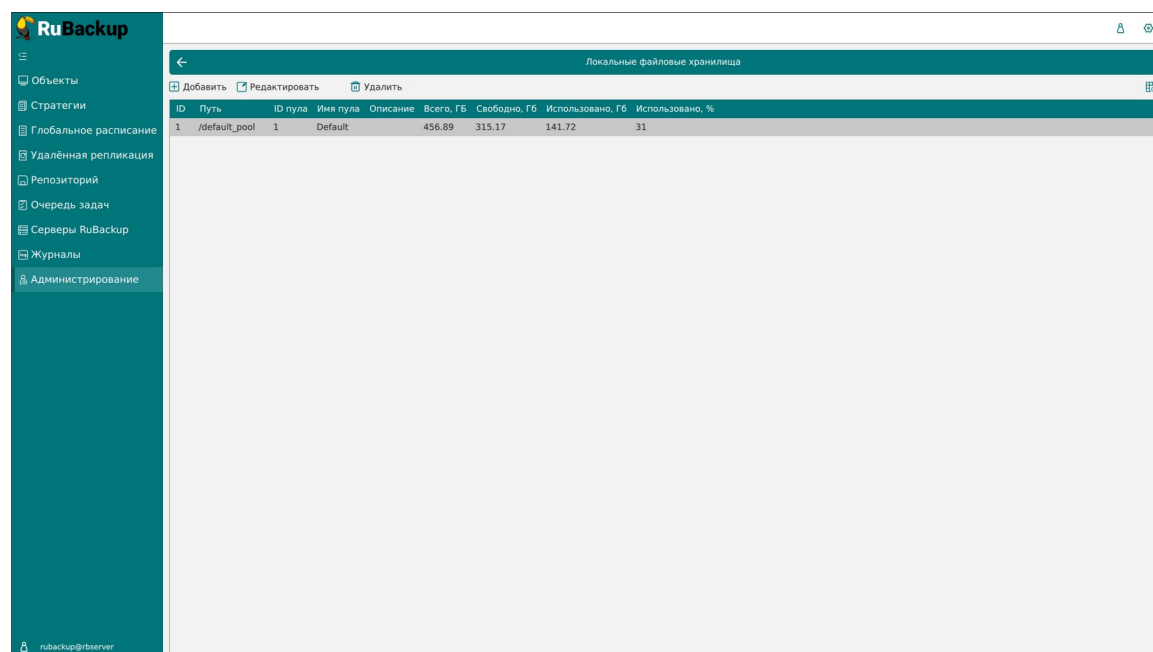 RuBackup
Локальные файловые хранилища
Объекты
Стратегии
Глобальное расписание
Удалённая репликация
Репозиторий
Очередь задач
Серверы RuBackup
Журналы
Администрирование
rubackup@rbserver
Добавить Редактировать Удалить
ID Путь ID пула Имя пула Описание Всего, ГБ Свободно, Гб Использовано, Гб Использовано, %
1 /default_pool 1 Default 456.89 315.17 141.72 31